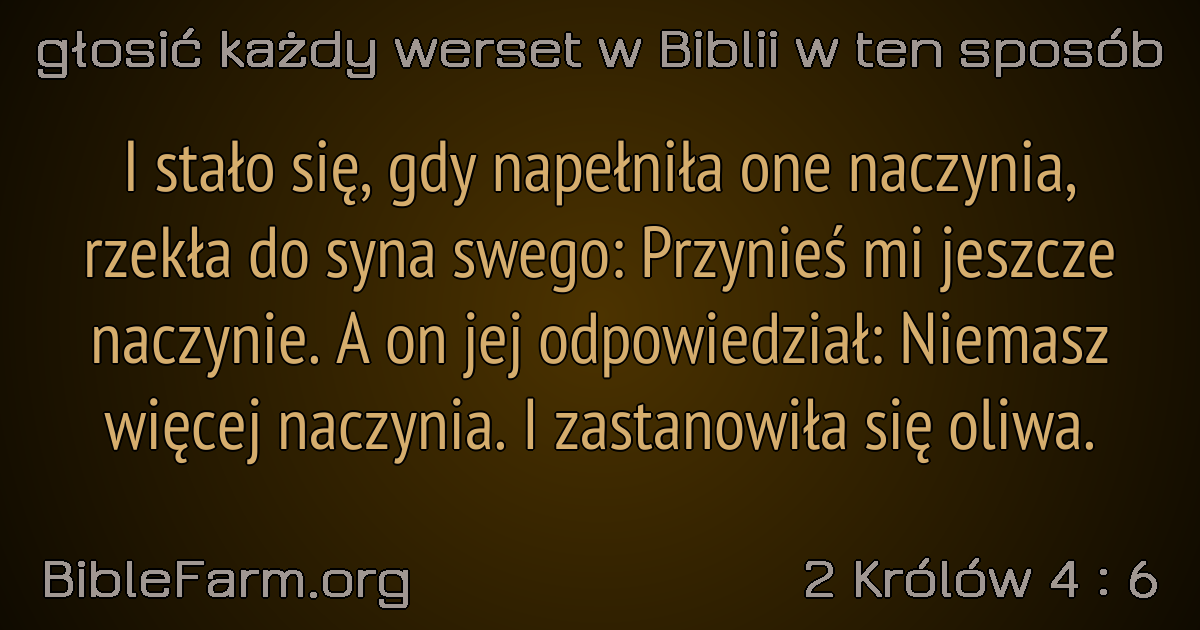 głosić każdy werset w Biblii w ten sposób
I stało się, gdy napełniła one naczynia,
rzekła do syna swego: Przynieś mi jeszcze
naczynie. A on jej odpowiedział: Niemasz
więcej naczynia. I zastanowiła się oliwa.
BibleFarm.org
2 Królów 4 : 6